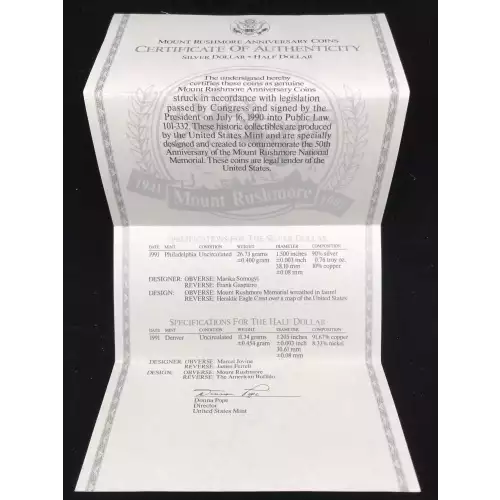 MOUNT RUSHMORE ANNIVERSARY COINS
CERTIFICATE OF AUTHENTICITY
SILVER DOLLAR • HALF DOLLAR
The undersigned hereby
certifies these coins as genuine
Mount Rushmore Anniversary Coins
struck in accordance with legislation
passed by Congress and signed by the
President on July 16, 1990 into Public Law
101-332. These historic collectibles are produced
by the United States Mint and are specially
designed and created to commemorate the 50th
Anniversary of the Mount Rushmore National
Memorial. These coins are legal tender of the
United States.
1941 Mount Rushmore 1991
SPECIFICATIONS FOR THE SILVER DOLLAR
DATE MINT CONDITION WEIGHT DIAMETER COMPOSITION
1991 Philadelphia Uncirculated 26.73 grams 1.500 inches 90% silver
±0.400 gram ±0.003 inch 0.76 troy oz.
38.10 mm 10% copper
±0.08 mm
DESIGNER: OBVERSE: Marika Somogyi
REVERSE: Frank Gasparro
DESIGN: OBVERSE: Mount Rushmore Memorial wreathed in laurel
REVERSE: Heraldic Eagle Crest over a map of the United States
SPECIFICATIONS FOR THE HALF DOLLAR
DATE MINT CONDITION WEIGHT DIAMETER COMPOSITION
1991 Denver Uncirculated 11.34 grams 1.205 inches 91.67% copper
±0.454 gram ±0.003 inch 8.33% nickel
30.61 mm
±0.08 mm
DESIGNER: OBVERSE: Marcel Jovine
REVERSE: James Ferrell
DESIGN: OBVERSE: Mount Rushmore
REVERSE: The American Buffalo
Donna Pope
Donna Pope
Director
United States Mint